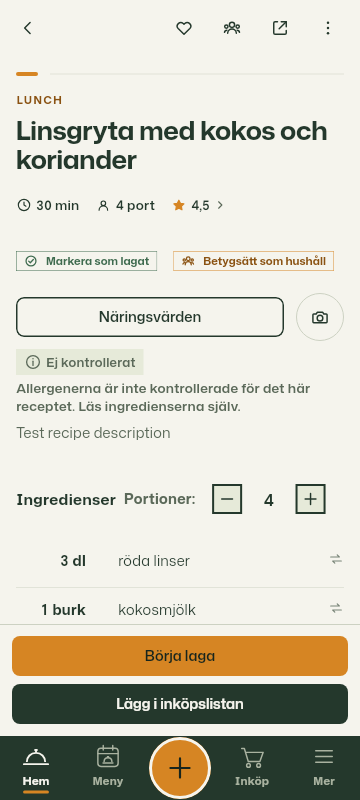 LUNCH
Linsgryta med kokos och
koriander
30 min
4 port
4,5
Markera som lagat
Betygsätt som hushåll
Näringsvärden
Ej kontrollerat
Allergenerna är inte kontrollerade för det här
receptet. Läs ingredienserna själv.
Test recipe description
Ingredienser Portioner: 4
3 dl röda linser
1 burk kokosmjölk
Börja laga
Lägg i inköpslistan
Hem Meny Inköp Mer